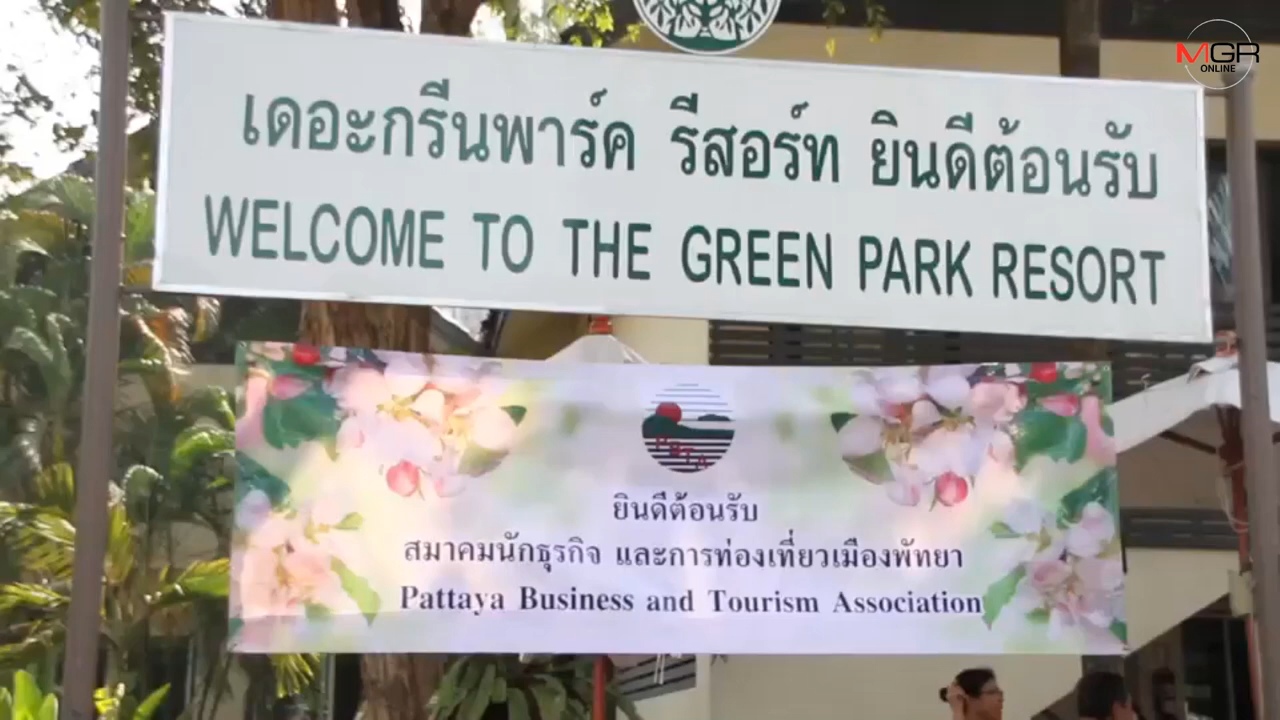 MGR
ONLINE
เดอะกรีนพาร์ค รีสอร์ท ยินดีต้อนรับ
WELCOME TO THE GREEN PARK RESORT
ยินดีต้อนรับ
สมาคมนักธุรกิจ และการท่องเที่ยวเมืองพัทยา
Pattaya Business and Tourism Association